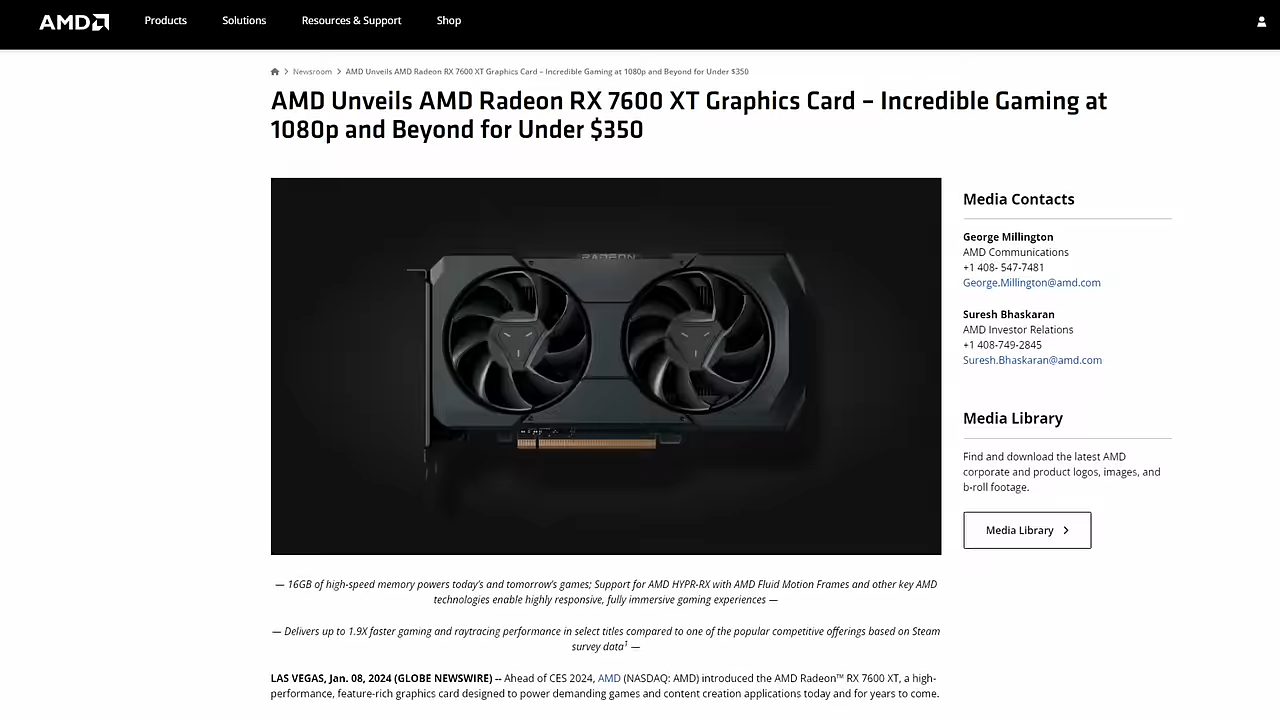 AMD
Products
Solutions
Resources & Support
Shop
Newsroom
AMD Unveils AMD Radeon RX 7600 XT Graphics Card – Incredible Gaming at 1080p and Beyond for Under $350
AMD Unveils AMD Radeon RX 7600 XT Graphics Card – Incredible Gaming at
1080p and Beyond for Under $350
RADEON
— 16GB of high-speed memory powers today's and tomorrow's games; Support for AMD HYPR-RX with AMD Fluid Motion Frames and other key AMD
technologies enable highly responsive, fully immersive gaming experiences —
— Delivers up to 1.9X faster gaming and raytracing performance in select titles compared to one of the popular competitive offerings based on Steam
survey data¹ —
LAS VEGAS, Jan. 08, 2024 (GLOBE NEWSWIRE) -- Ahead of CES 2024, AMD (NASDAQ: AMD) introduced the AMD Radeon™ RX 7600 XT, a high-
performance, feature-rich graphics card designed to power demanding games and content creation applications today and for years to come.
Media Contacts
George Millington
AMD Communications
+1 408- 547-7481
George.Millington@amd.com
Suresh Bhaskaran
AMD Investor Relations
+1 408-749-2845
Suresh.Bhaskaran@amd.com
Media Library
Find and download the latest AMD
corporate and product logos, images, and
b-roll footage.
Media Library